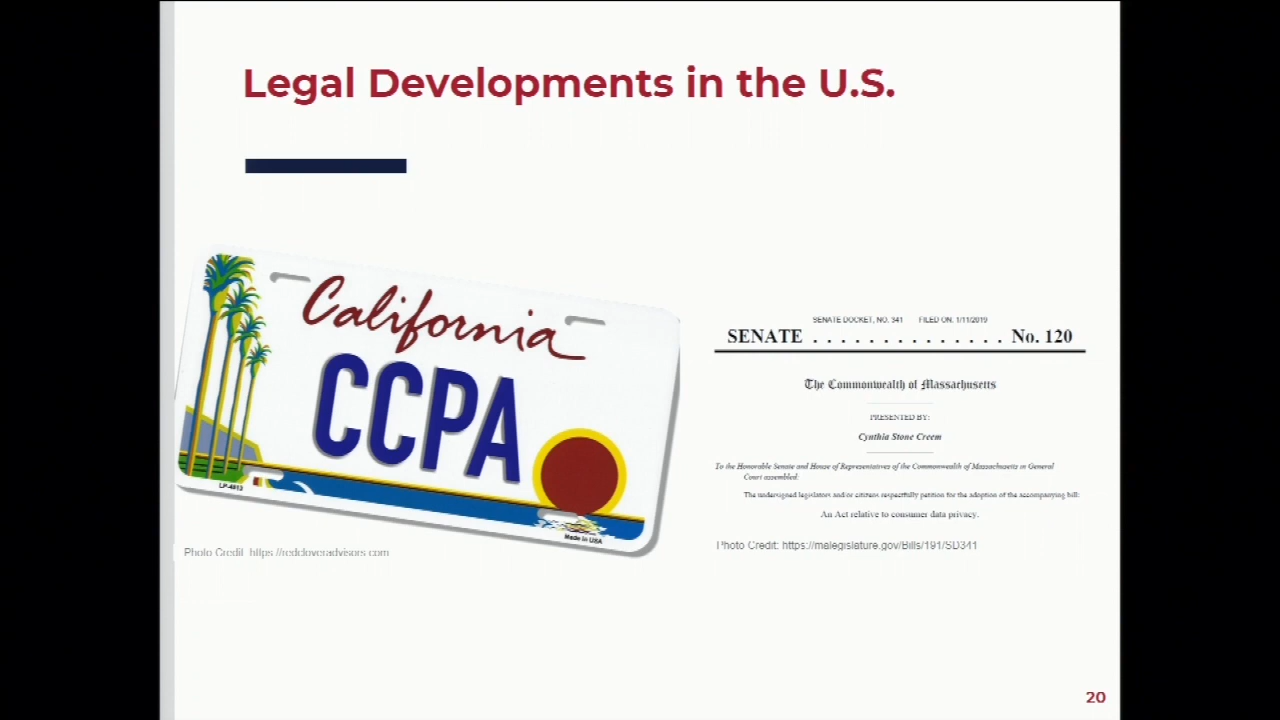 Legal Developments in the U.S.
California
CCPA
LP-4013
Made in USA
Photo Credit: https://redcloveradvisors.com
SENATE DOCKET, NO. 341 FILED ON: 1/11/2019
SENATE . . . . . . . . . . . . . . No. 120
The Commonwealth of Massachusetts
PRESENTED BY:
Cynthia Stone Creem
To the Honorable Senate and House of Representatives of the Commonwealth of Massachusetts in General
Court assembled:
The undersigned legislators and/or citizens respectfully petition for the adoption of the accompanying bill:
An Act relative to consumer data privacy.
Photo Credit: https://malegislature.gov/Bills/191/SD341
20